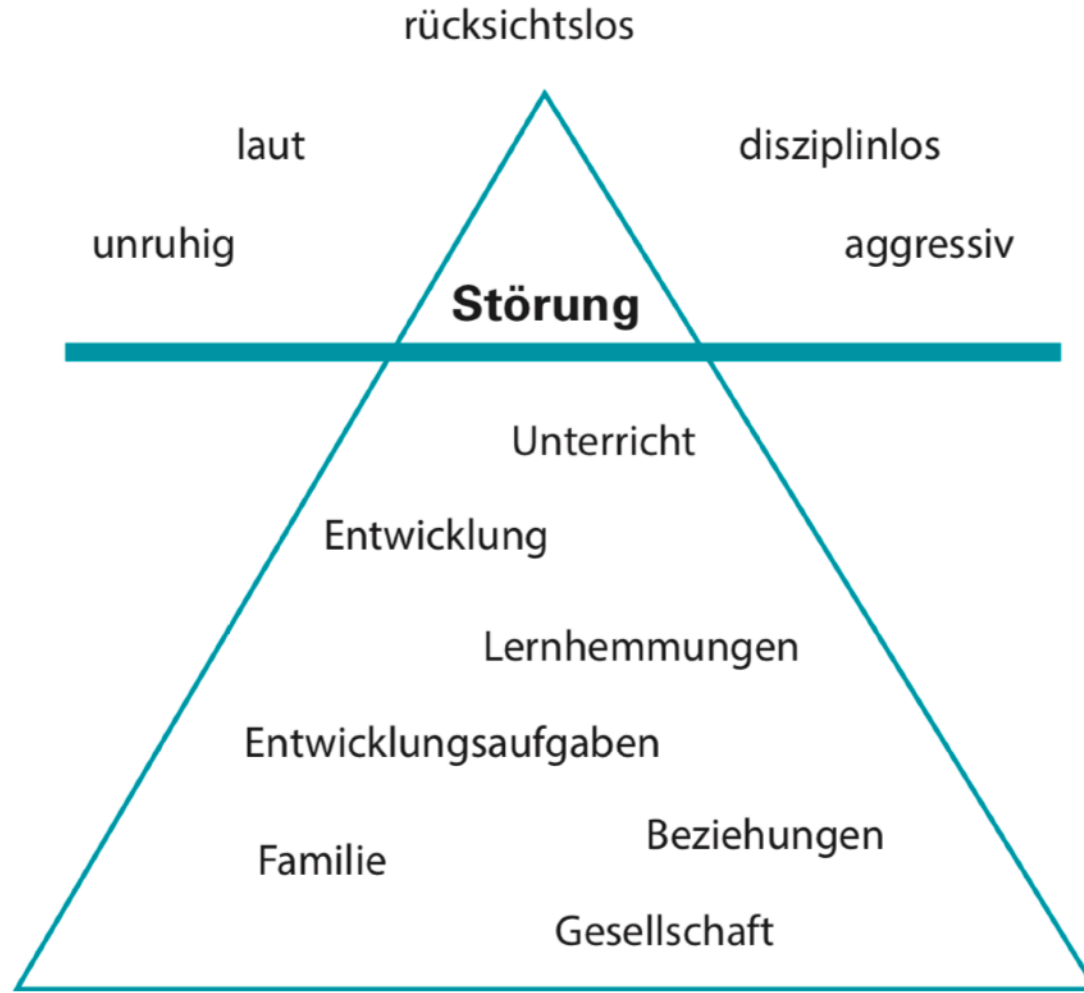 rücksichtslos
laut
disziplinlos
unruhig
aggressiv
Störung
Unterricht
Entwicklung
Lernhemmungen
Entwicklungsaufgaben
Beziehungen
Familie
Gesellschaft